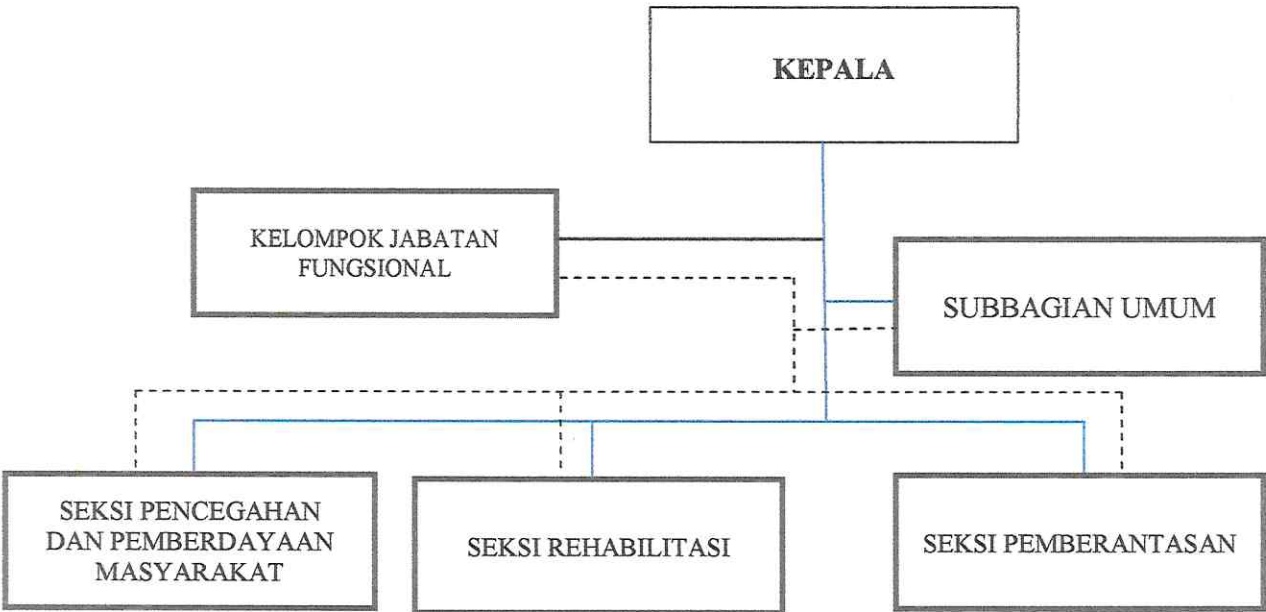 KEPALA
KELOMPOK JABATAN
FUNGSIONAL
SUBBAGIAN UMUM
SEKSI PENCEGAHAN
DAN PEMBERDAYAAN
MASYARAKAT
SEKSI REHABILITASI
SEKSI PEMBERANTASAN